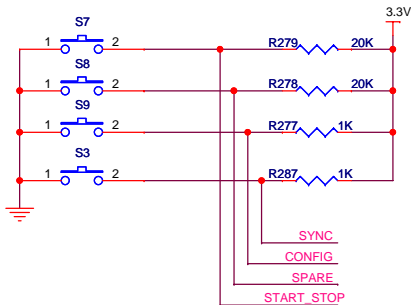 3.3V
S7
1 2 R279 20K
S8
1 2 R278 20K
S9
1 2 R277 1K
S3
1 2 R287 1K
SYNC
CONFIG
SPARE
START_STOP